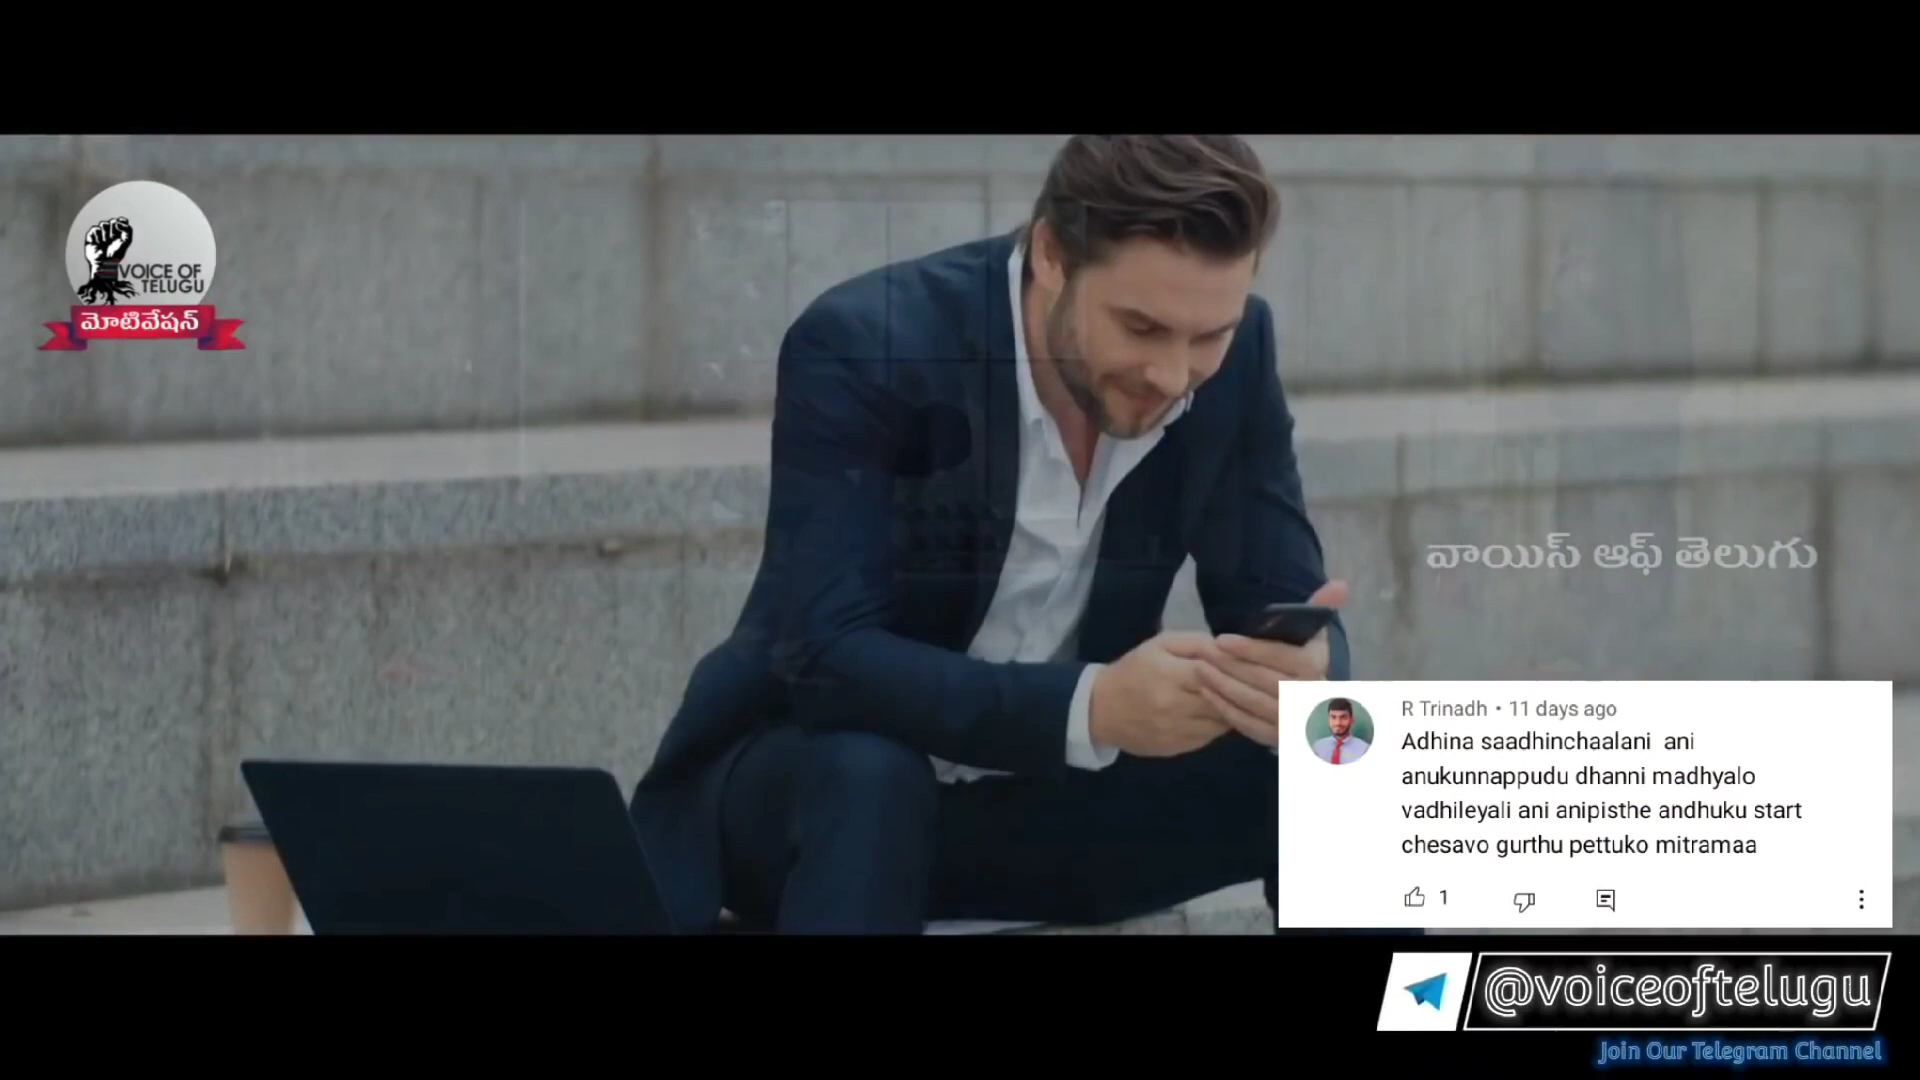 VOICE OF
TELUGU
మోటివేషన్
వాయిస్ ఆఫ్ తెలుగు
R Trinadh • 11 days ago
Adhina saadhinchaalani ani
anukunnappudu dhanni madhyalo
vadhileyali ani anipisthe andhuku start
chesavo gurthu pettuko mitramaa
1
@voiceoftelugu
Join Our Telegram Channel